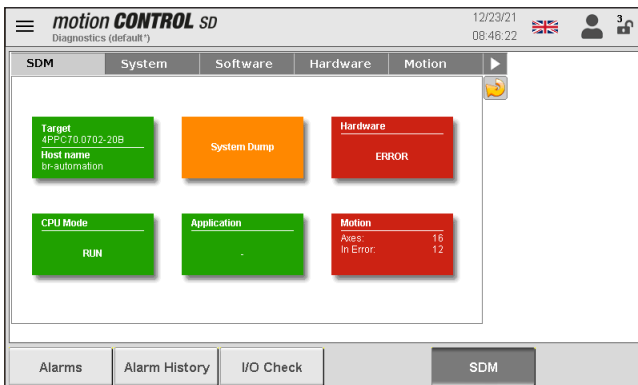 motion CONTROL SD
Diagnostics (default*)
12/23/21
08:46:22
3
SDM System Software Hardware Motion
Target
4PPC70.0702-20B
Host name
br-automation
System Dump
Hardware
ERROR
CPU Mode
RUN
Application
-
Motion
Axes: 16
In Error: 12
Alarms Alarm History I/O Check SDM